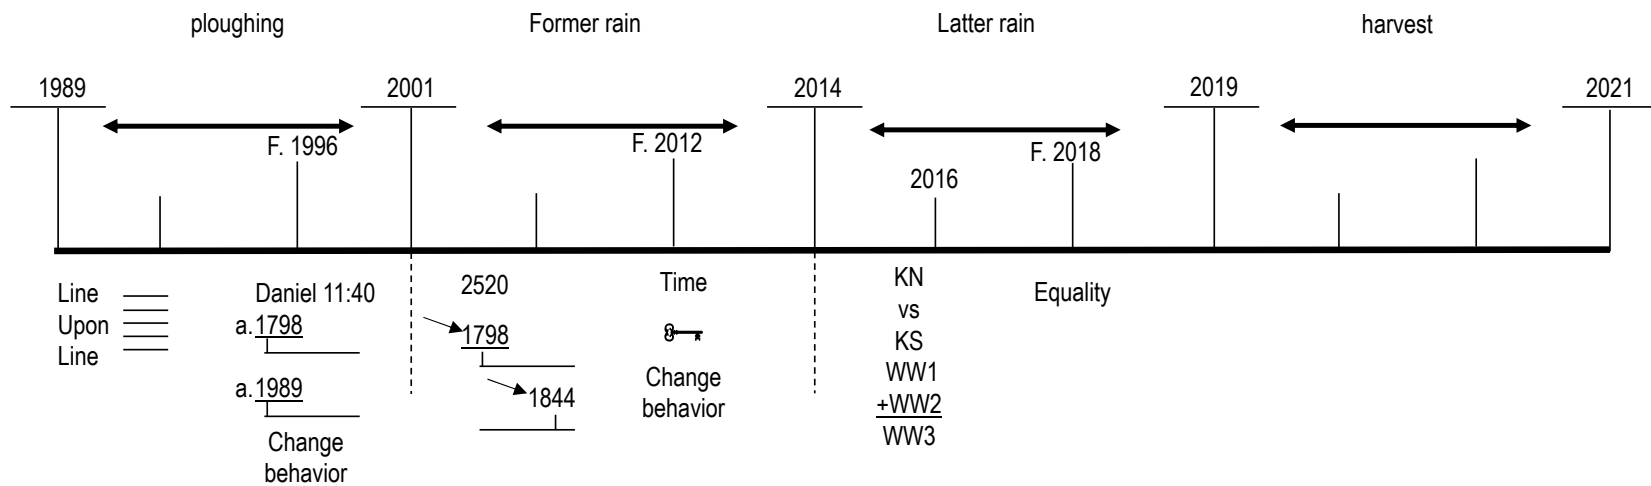 ploughing
Former rain
Latter rain
harvest
1989
2001
2014
2019
2021
F. 1996
F. 2012
F. 2018
2016
Line
Upon
Line
Daniel 11:40
a. 1798
a. 1989
Change
behavior
2520
1798
1844
Time
Change
behavior
KN
vs
KS
WW1
+WW2
WW3
Equality